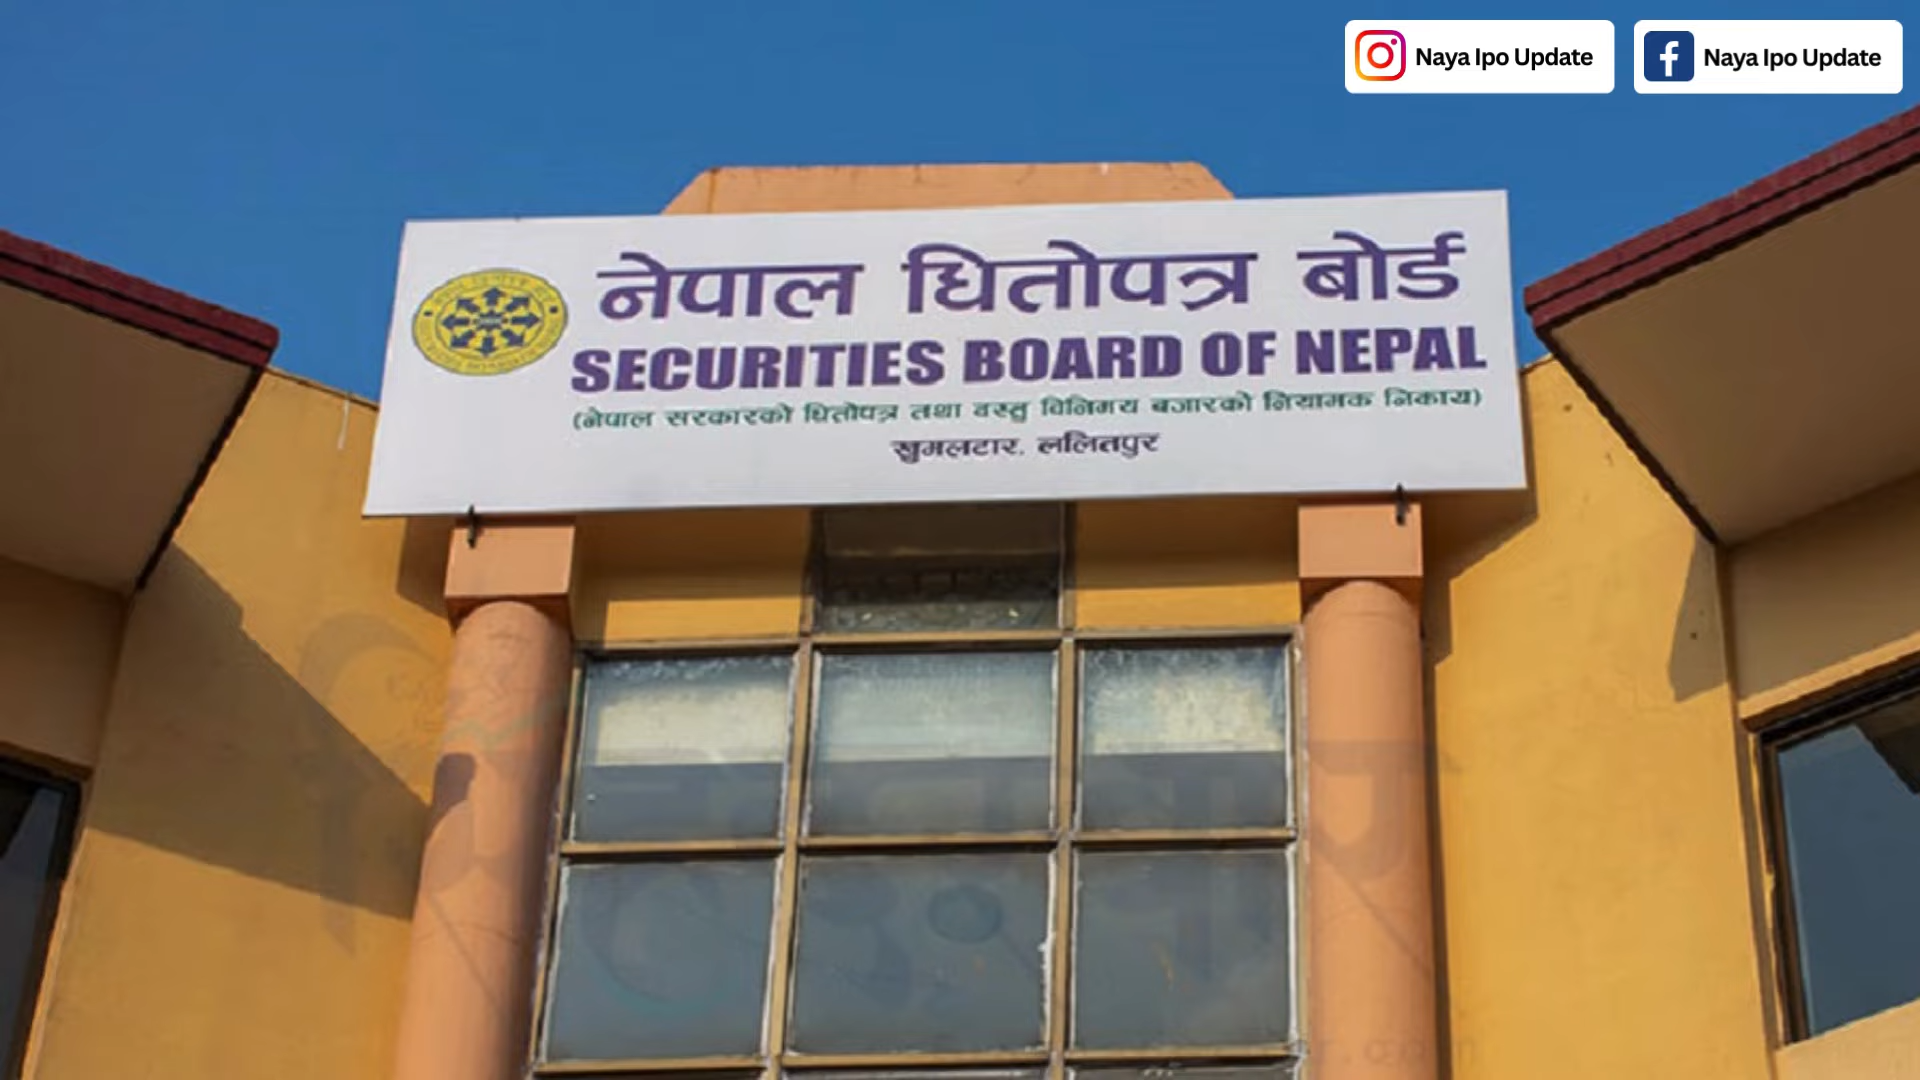 Naya Ipo Update
Naya Ipo Update
नेपाल धितोपत्र बोर्ड
SECURITIES BOARD OF NEPAL
(नेपाल सरकारको धितोपत्र तथा वस्तु विनिमय बजारको नियामक निकाय)
खुमलटार, ललितपुर